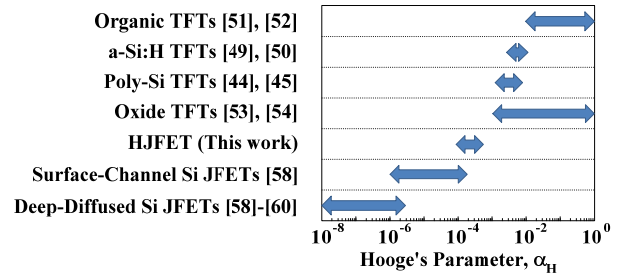 Organic TFTs [51], [52]
a-Si:H TFTs [49], [50]
Poly-Si TFTs [44], [45]
Oxide TFTs [53], [54]
HJFET (This work)
Surface-Channel Si JFETs [58]
Deep-Diffused Si JFETs [58]-[60]
10⁻⁸ 10⁻⁶ 10⁻⁴ 10⁻² 10⁰
Hooge's Parameter, α_H